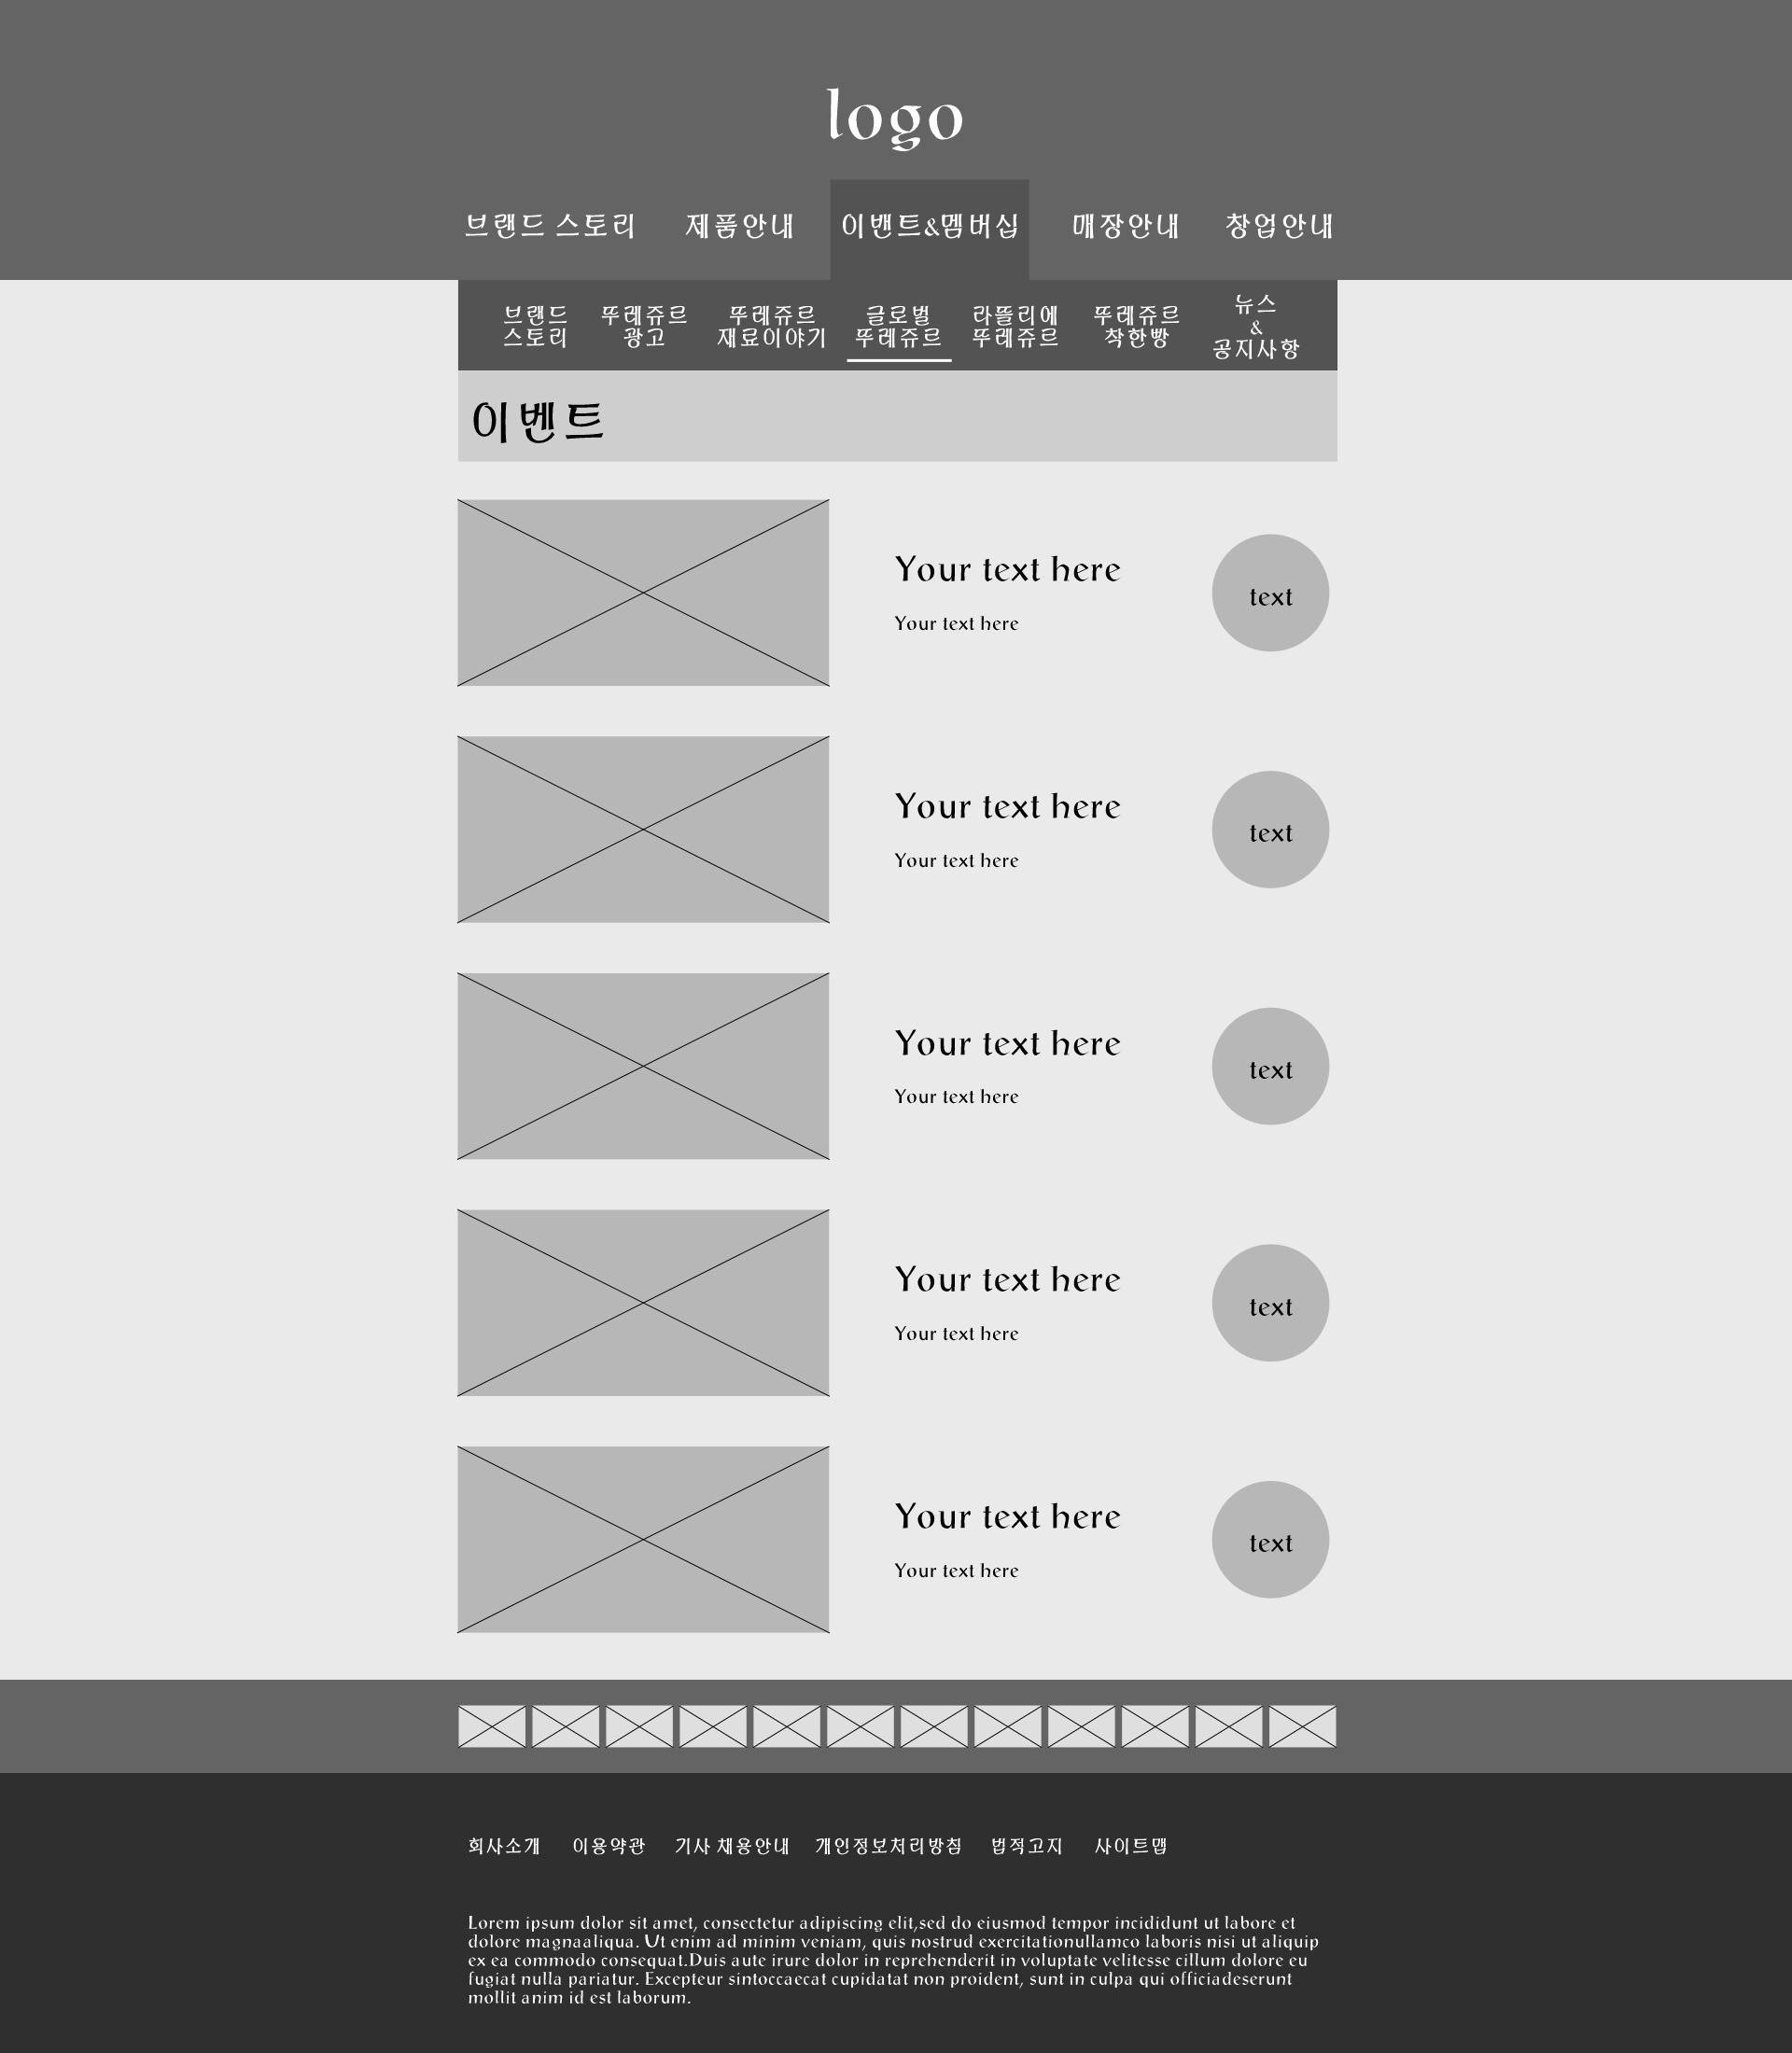 logo
브랜드 스토리 제품안내 이밴트&멤버십 매장안내 창업안내
브랜드 스토리
뚜레쥬르 광고
뚜레쥬르 재료이야기
글로벌 뚜레쥬르
라뜰리에 뚜레쥬르
뚜레쥬르 착한빵
뉴스 & 공지사항
이벤트
Your text here
Your text here
text
Your text here
Your text here
text
Your text here
Your text here
text
Your text here
Your text here
text
Your text here
Your text here
text
회사소개 이용약관 기사 채용안내 개인정보처리방침 법적고지 사이트맵
Lorem ipsum dolor sit amet, consectetur adipiscing elit,sed do eiusmod tempor incididunt ut labore et
dolore magnaaliqua. Ut enim ad minim veniam, quis nostrud exercitationullamco laboris nisi ut aliquip
ex ea commodo consequat.Duis aute irure dolor in reprehenderit in voluptate velitesse cillum dolore eu
fugiat nulla pariatur. Excepteur sintoccaecat cupidatat non proident, sunt in culpa qui officiadeserunt
mollit anim id est laborum.